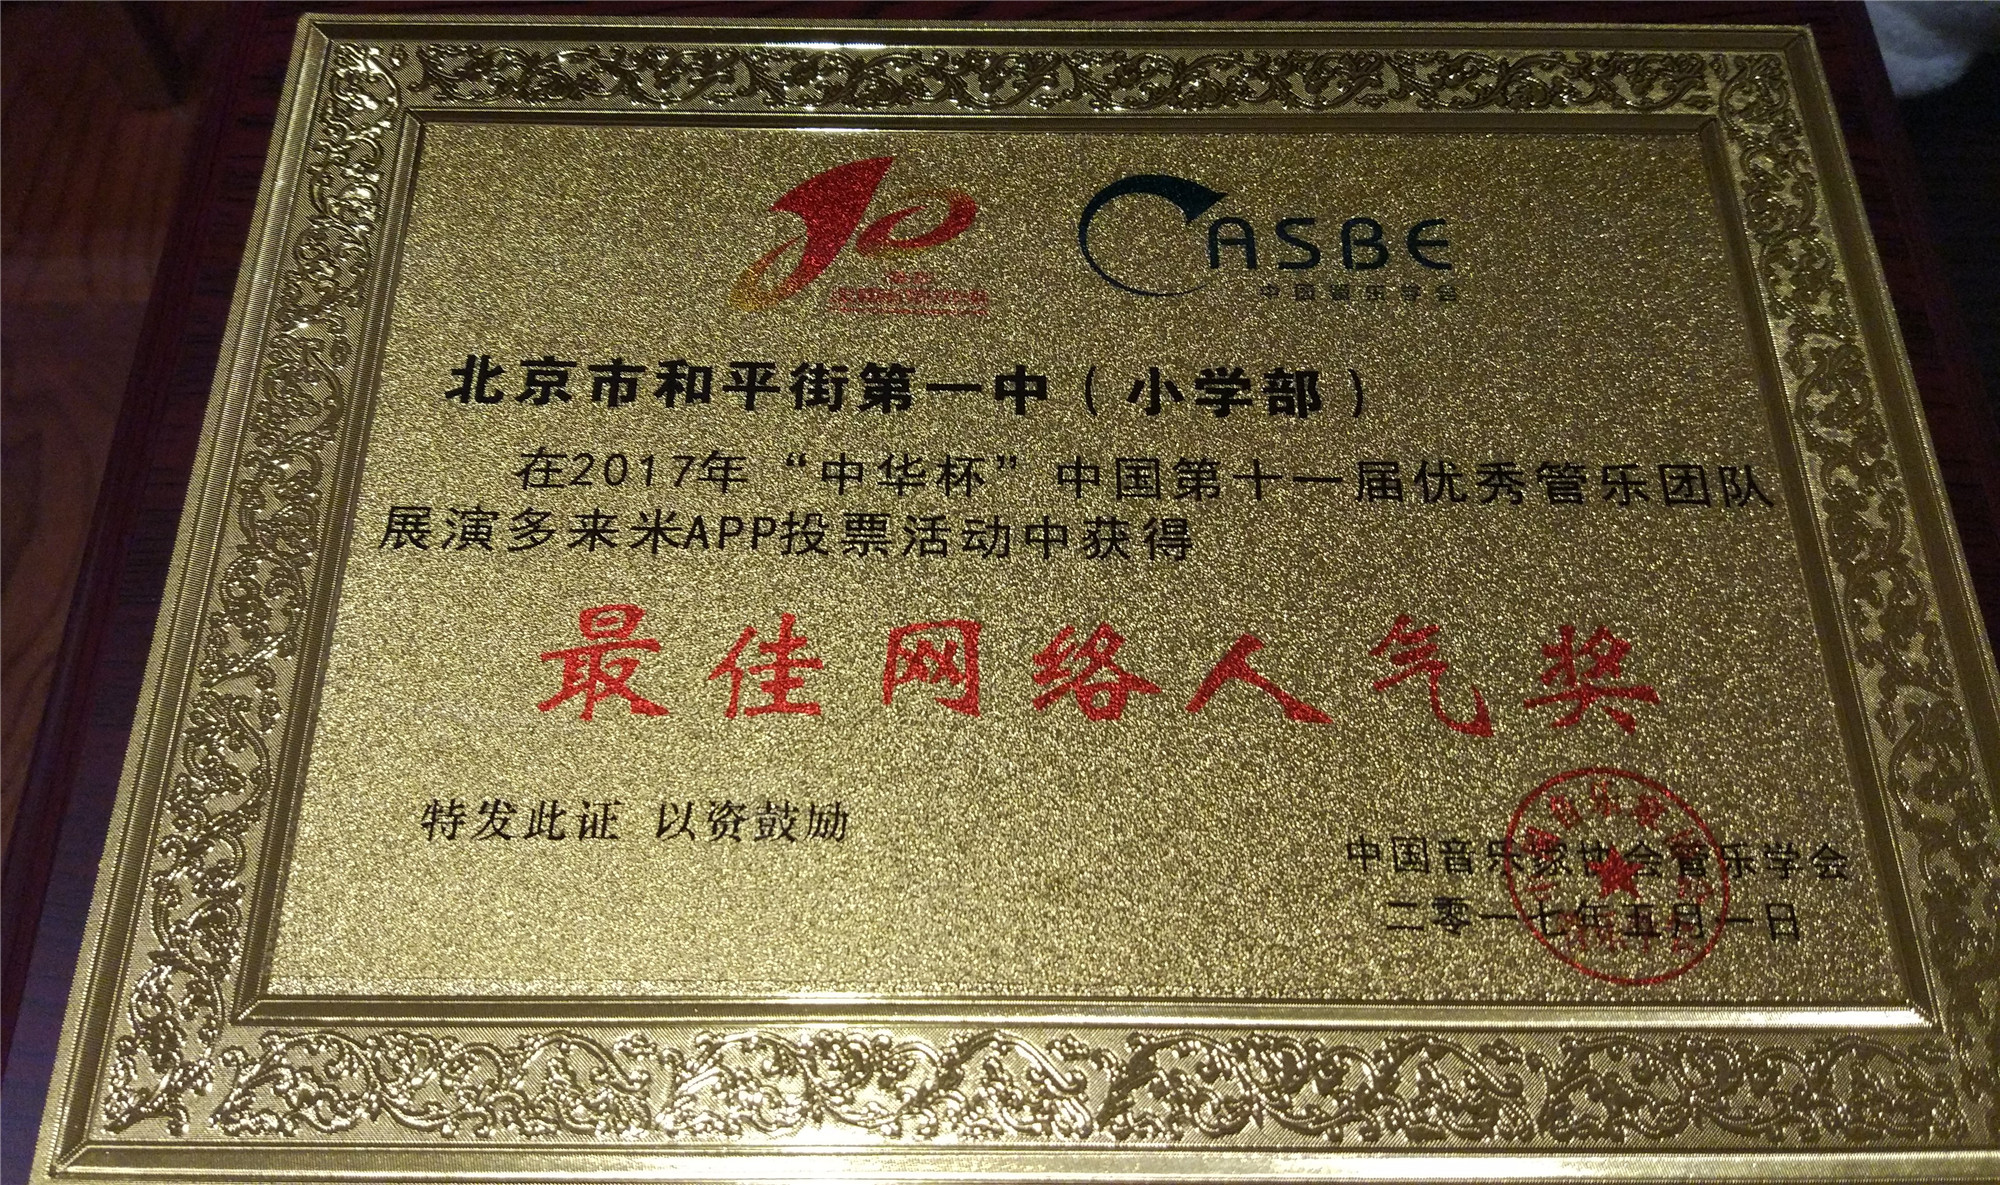 CASBE
中国管乐学会
北京市和平街第一中（小学部）
在2017年“中华杯”中国第十一届优秀管乐团队
展演多来米APP投票活动中获得
最佳网络人气奖
特发此证 以资鼓励
中国音乐家协会管乐学会
二零一七年五月一日